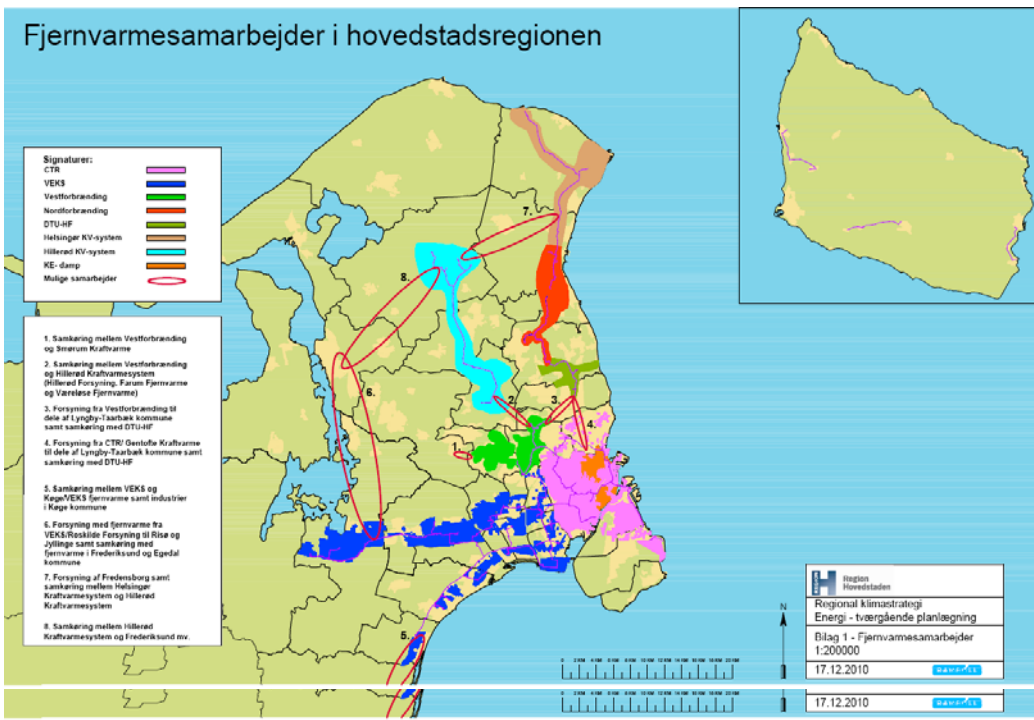 Fjernvarmesamarbejder i hovedstadsregionen
Signaturer:
CTR
VEKS
Vestforbrænding
Nordforbrænding
DTU-HF
Helsingør KV-system
Hillerød KV-system
KE- damp
Mulige samarbejder
1. Samkøring mellem Vestforbrænding
og Smørum Kraftvarme
2. Samkøring mellem Vestforbrænding
og Hillerød Kraftvarmesystem
(Hillerød Forsyning, Farum Fjernvarme
og Værløse Fjernvarme)
3. Forsyning fra Vestforbrænding til
dele af Lyngby-Taarbæk kommune
samt samkøring med DTU-HF
4. Forsyning fra CTR/ Gentofte Kraftvarme
til dele af Lyngby-Taarbæk kommune samt
samkøring med DTU-HF
5. Samkøring mellem VEKS og
Køge/VEKS fjernvarme samt industrier
i Køge kommune
6. Forsyning med fjernvarme fra
VEKS/Roskilde Forsyning til Risø og
Jyllinge samt samkøring med
fjernvarme i Frederiksund og Egedal
kommune
7. Forsyning af Fredensborg samt
samkøring mellem Helsingør
Kraftvarmesystem og Hillerød
Kraftvarmesystem
8. Samkøring mellem Hillerød
Kraftvarmesystem og Frederiksund mv.
7.
8.
6.
2.
3.
4.
1.
5.
N
Region
Hovedstaden
Regional klimastrategi
Energi - tværgående planlægning
Bilag 1 - Fjernvarmesamarbejder
1:200000
17.12.2010
17.12.2010